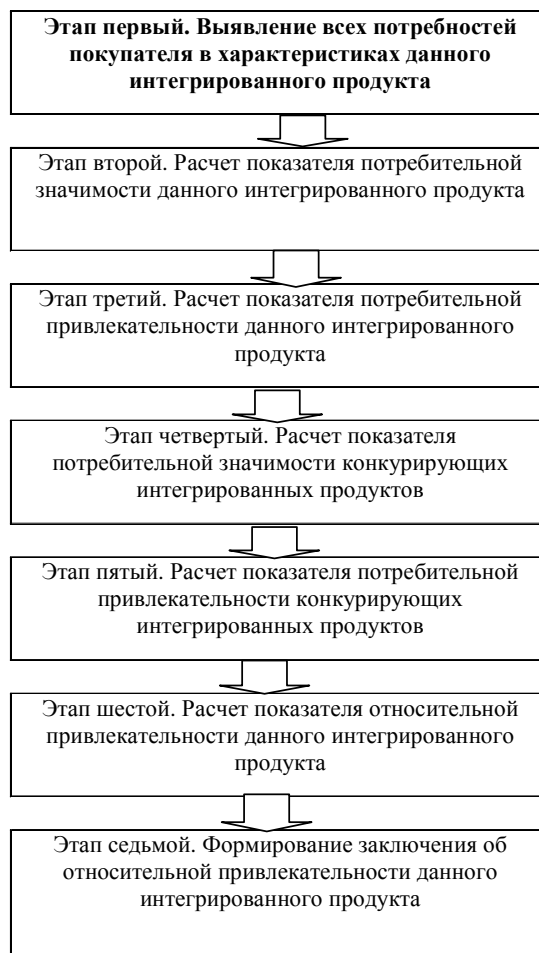 Этап первый. Выявление всех потребностей
покупателя в характеристиках данного
интегрированного продукта
Этап второй. Расчет показателя потребительной
значимости данного интегрированного продукта
Этап третий. Расчет показателя потребительной
привлекательности данного интегрированного
продукта
Этап четвертый. Расчет показателя
потребительной значимости конкурирующих
интегрированных продуктов
Этап пятый. Расчет показателя потребительной
привлекательности конкурирующих
интегрированных продуктов
Этап шестой. Расчет показателя относительной
привлекательности данного интегрированного
продукта
Этап седьмой. Формирование заключения об
относительной привлекательности данного
интегрированного продукта